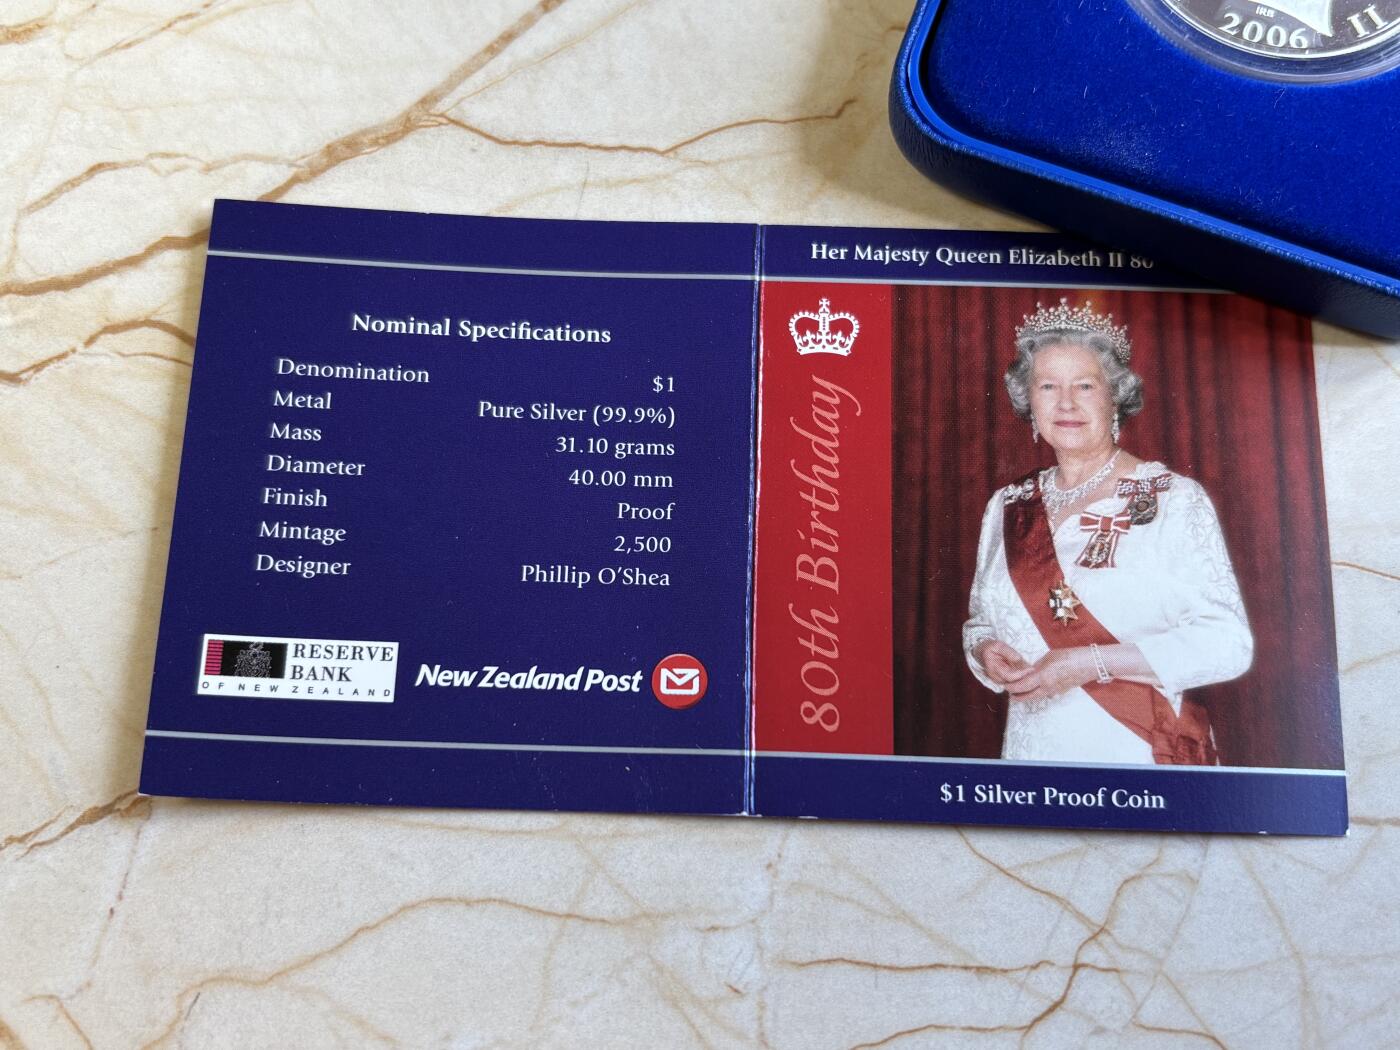 IRB
2006 II
Her Majesty Queen Elizabeth II 80
Nominal Specifications
Denomination $1
Metal Pure Silver (99.9%)
Mass 31.10 grams
Diameter 40.00 mm
Finish Proof
Mintage 2,500
Designer Phillip O'Shea
RESERVE
BANK
OF NEW ZEALAND
New Zealand Post
80th Birthday
$1 Silver Proof Coin